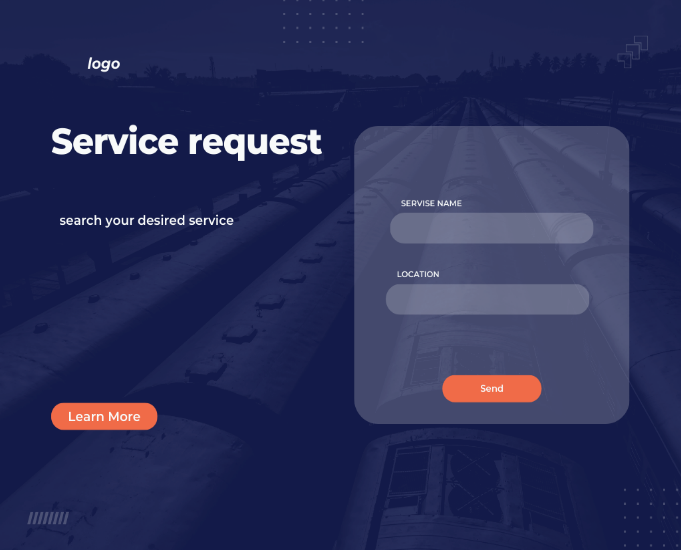 logo
Service request
search your desired service
SERVISE NAME
LOCATION
Send
Learn More